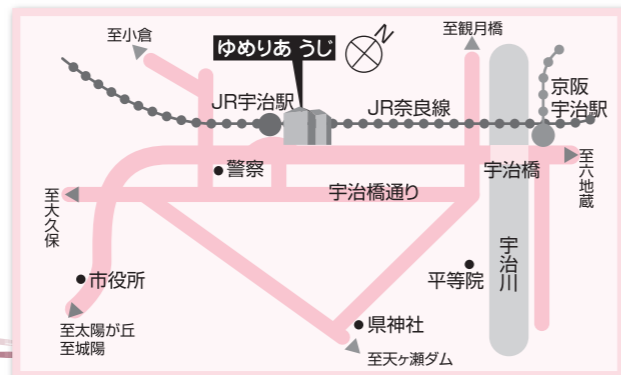 至小倉
ゆめりあ うじ
N
至観月橋
JR宇治駅
JR奈良線
京阪
宇治駅
警察
宇治橋
至六地蔵
至大久保
宇治橋通り
宇治川
市役所
平等院
至太陽が丘
至城陽
県神社
至天ヶ瀬ダム